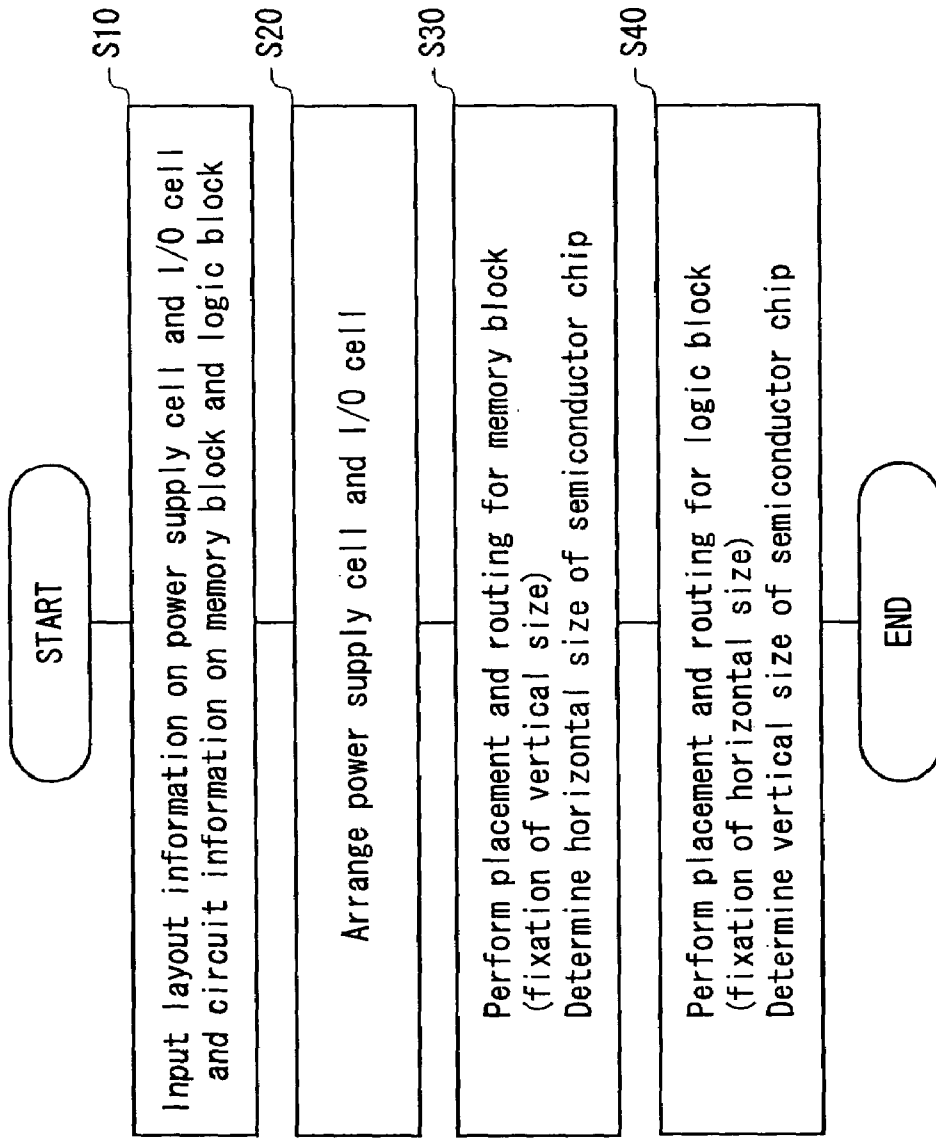 START
S10
Input layout information on power supply cell and I/O cell
and circuit information on memory block and logic block
S20
Arrange power supply cell and I/O cell
S30
Perform placement and routing for memory block
(fixation of vertical size)
Determine horizontal size of semiconductor chip
S40
Perform placement and routing for logic block
(fixation of horizontal size)
Determine vertical size of semiconductor chip
END